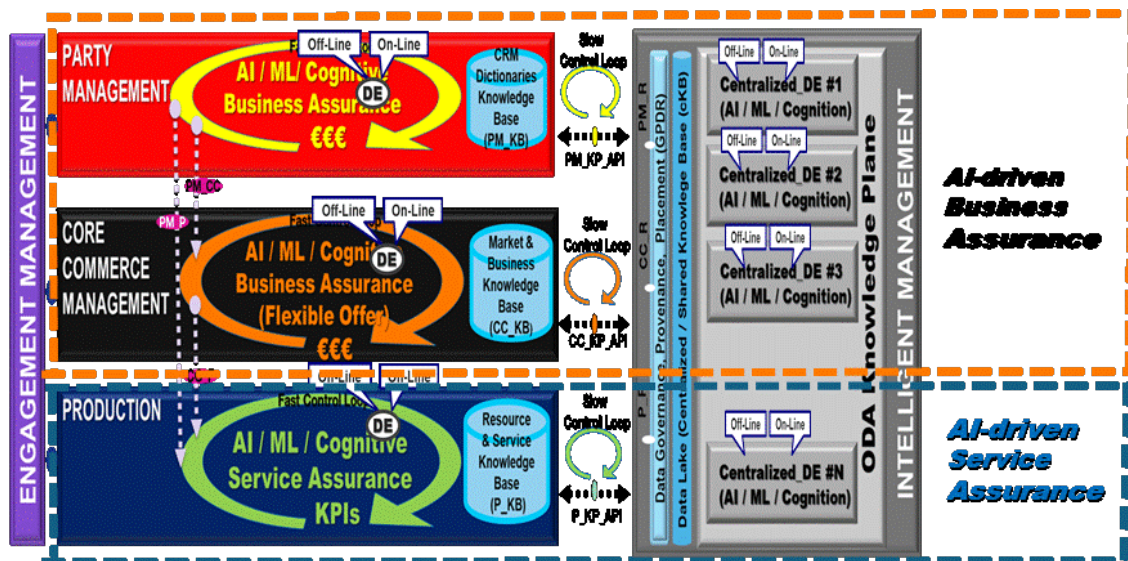 ENGAGEMENT MANAGEMENT
PARTY
MANAGEMENT
Off-Line
On-Line
AI / ML/ Cognitive
Business Assurance
€€€
DE
CRM
Dictionaries
Knowledge
Base
(PM_KB)
Slow
Control Loop
PM_KP_API
PM_CC
PM_P
CORE
COMMERCE
MANAGEMENT
Off-Line
On-Line
AI / ML / Cognitive
Business Assurance
(Flexible Offer)
€€€
DE
Market &
Business
Knowledge
Base
(CC_KB)
Slow
Control Loop
CC_KP_API
PRODUCTION
Off-Line
On-Line
Fast Control Loop
DE
AI / ML / Cognitive
Service Assurance
KPIs
Resource
& Service
Knowledge
Base
(P_KB)
Slow
Control Loop
P_KP_API
PM R
CC R
Data Governance, Provenance, Placement (GPDR)
Data Lake (Centralized / Shared Knowlege Base (cKB)
Off-Line
On-Line
Centralized_DE #1
(AI / ML / Cognition)
Off-Line
On-Line
Centralized_DE #2
(AI / ML / Cognition)
Off-Line
On-Line
Centralized_DE #3
(AI / ML / Cognition)
Off-Line
On-Line
Centralized_DE #N
(AI / ML / Cognition)
ODA Knowledge Plane
INTELLIGENT MANAGEMENT
AI-driven
Business
Assurance
AI-driven
Service
Assurance